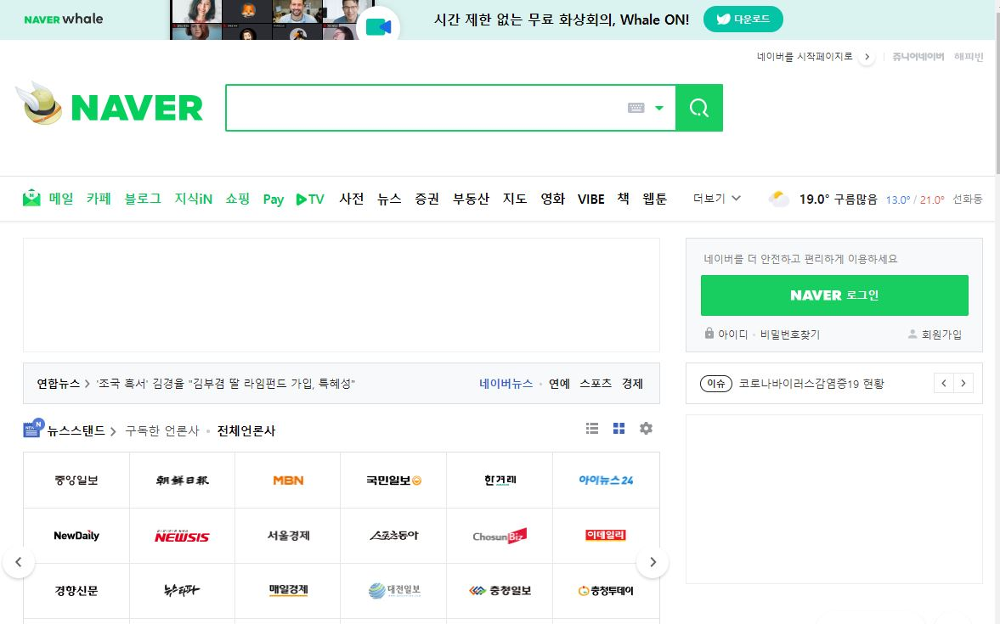 NAVER whale
시간 제한 없는 무료 화상회의, Whale ON!
다운로드
네이버를 시작페이지로
쥬니어네이버 해피빈
NAVER
메일 카페 블로그 지식iN 쇼핑 Pay TV 사전 뉴스 증권 부동산 지도 영화 VIBE 책 웹툰 더보기
19.0° 구름많음 13.0° / 21.0° 선화동
네이버를 더 안전하고 편리하게 이용하세요
NAVER 로그인
아이디 · 비밀번호찾기 회원가입
연합뉴스 > '조국 흑서' 김경율 "김부겸 딸 라임펀드 가입, 특혜성"
네이버뉴스 · 연예 스포츠 경제
이슈 코로나바이러스감염증19 현황
뉴스스탠드 > 구독한 언론사 · 전체언론사
중앙일보 朝鮮日報 MBN 국민일보 한겨레 아이뉴스24
NewDaily NEWSIS 서울경제 스포츠동아 ChosunBiz 이데일리
경향신문 뉴스타파 매일경제 대전일보 충청일보 충청투데이